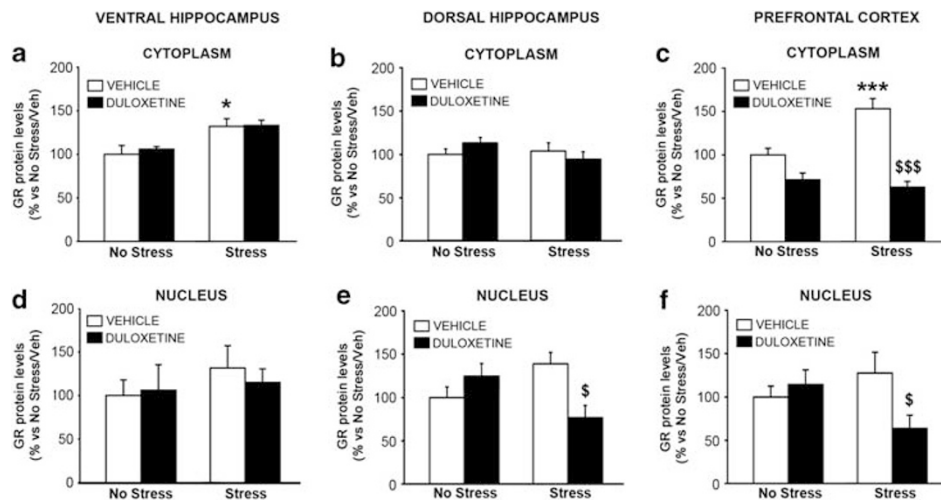 VENTRAL HIPPOCAMPUS
DORSAL HIPPOCAMPUS
PREFRONTAL CORTEX
a
CYTOPLASM
GR protein levels
(% vs No Stress/Veh)
200
150
100
50
0
VEHICLE
DULOXETINE
*
No Stress
Stress
b
CYTOPLASM
GR protein levels
(% vs No Stress/Veh)
200
150
100
50
0
VEHICLE
DULOXETINE
No Stress
Stress
c
CYTOPLASM
GR protein levels
(% vs No Stress/Veh)
200
150
100
50
0
VEHICLE
DULOXETINE
***
$$$
No Stress
Stress
d
NUCLEUS
GR protein levels
(% vs No Stress/Veh)
200
150
100
50
0
VEHICLE
DULOXETINE
No Stress
Stress
e
NUCLEUS
GR protein levels
(% vs No Stress/Veh)
200
150
100
50
0
VEHICLE
DULOXETINE
$
No Stress
Stress
f
NUCLEUS
GR protein levels
(% vs No Stress/Veh)
200
150
100
50
0
VEHICLE
DULOXETINE
$
No Stress
Stress